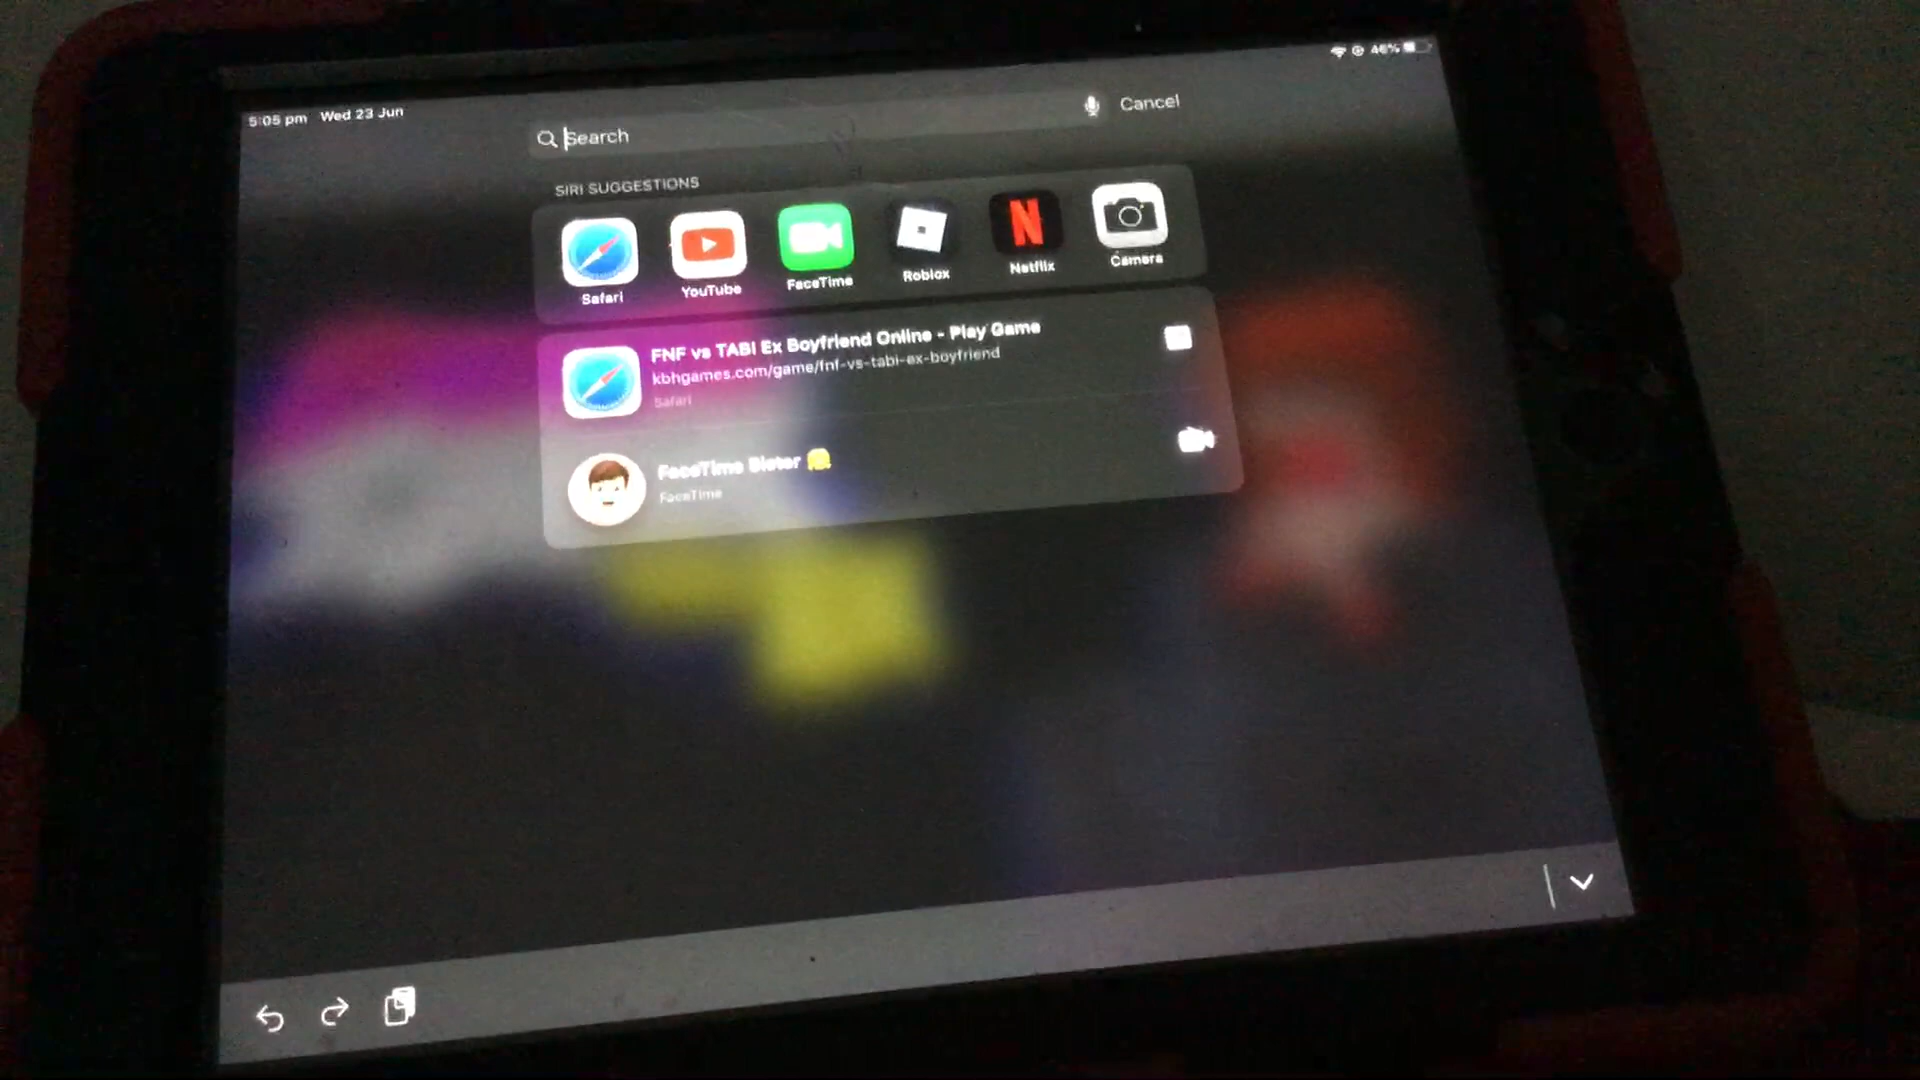 5:05 pm Wed 23 Jun
46%
Search
Cancel
SIRI SUGGESTIONS
Safari
YouTube
FaceTime
Roblox
Netflix
Camera
FNF vs TABI Ex Boyfriend Online - Play Game
kbhgames.com/game/fnf-vs-tabi-ex-boyfriend
Safari
FaceTime Sister
FaceTime